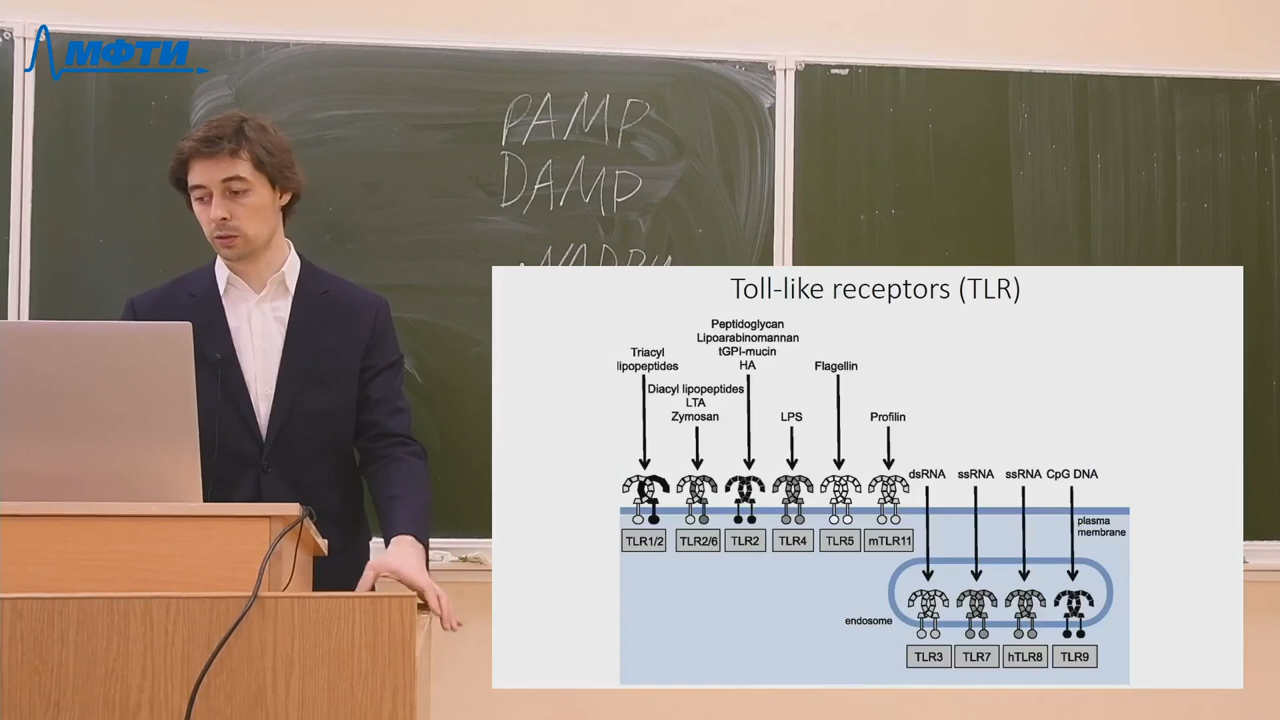 МФТИ
PAMP
DAMP
NADPH
Toll-like receptors (TLR)
Peptidoglycan
Lipoarabinomannan
tGPI-mucin
HA
Triacyl
lipopeptides
Diacyl lipopeptides
LTA
Zymosan
LPS
Flagellin
Profilin
dsRNA
ssRNA
ssRNA
CpG DNA
plasma
membrane
TLR1/2
TLR2/6
TLR2
TLR4
TLR5
mTLR11
endosome
TLR3
TLR7
hTLR8
TLR9